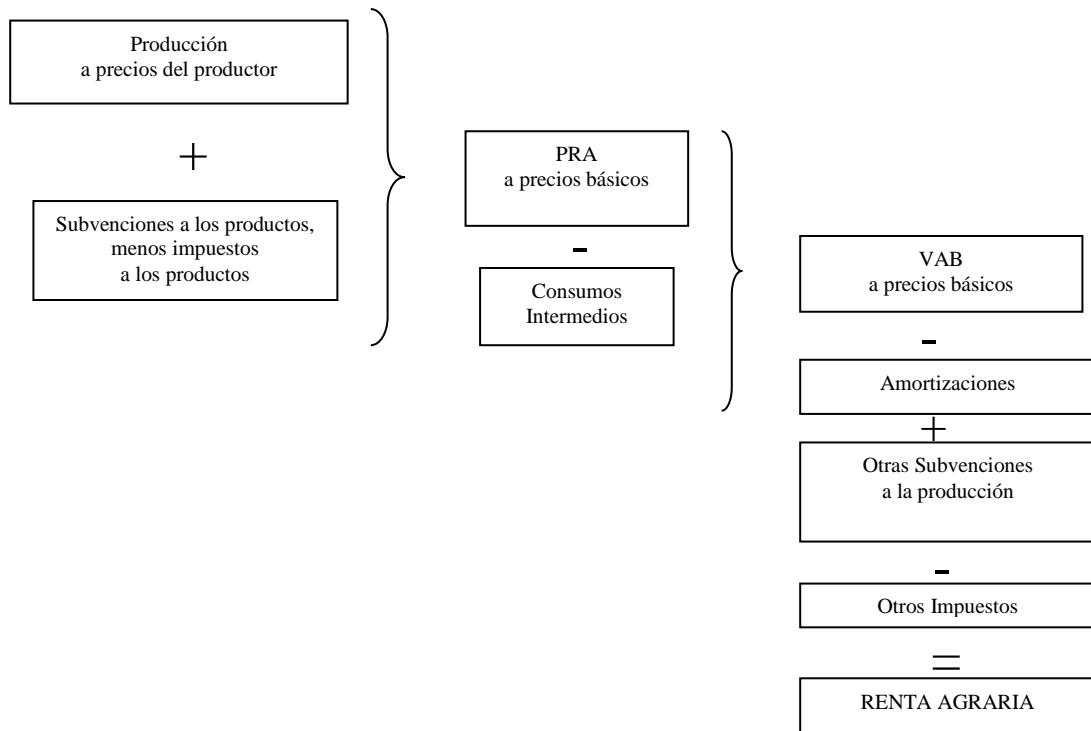 Producción
a precios del productor
+
Subvenciones a los productos,
menos impuestos
a los productos
PRA
a precios básicos
-
Consumos
Intermedios
VAB
a precios básicos
-
Amortizaciones
+
Otras Subvenciones
a la producción
-
Otros Impuestos
=
RENTA AGRARIA